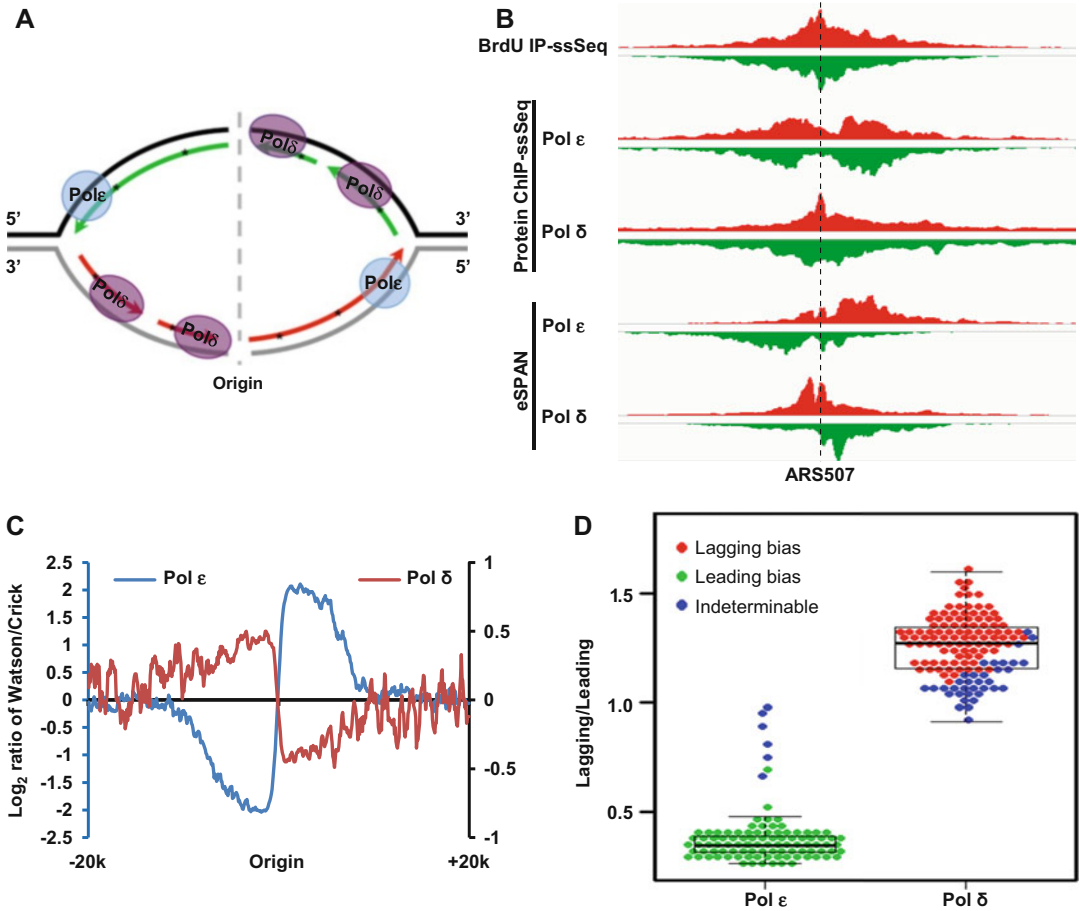 A
Polδ
Polδ
Polε
5’
3’
3’
5’
Polε
Polδ
Polδ
Origin
B
BrdU IP-ssSeq
Protein ChIP-ssSeq
Pol ε
Pol δ
eSPAN
Pol ε
Pol δ
ARS507
C
Log2 ratio of Watson/Crick
2.5
2
1.5
1
0.5
0
-0.5
-1
-1.5
-2
-2.5
Pol ε
Pol δ
1
0.5
0
-0.5
-1
-20k
Origin
+20k
D
Lagging bias
Leading bias
Indeterminable
Lagging/Leading
1.5
1.0
0.5
Pol ε
Pol δ